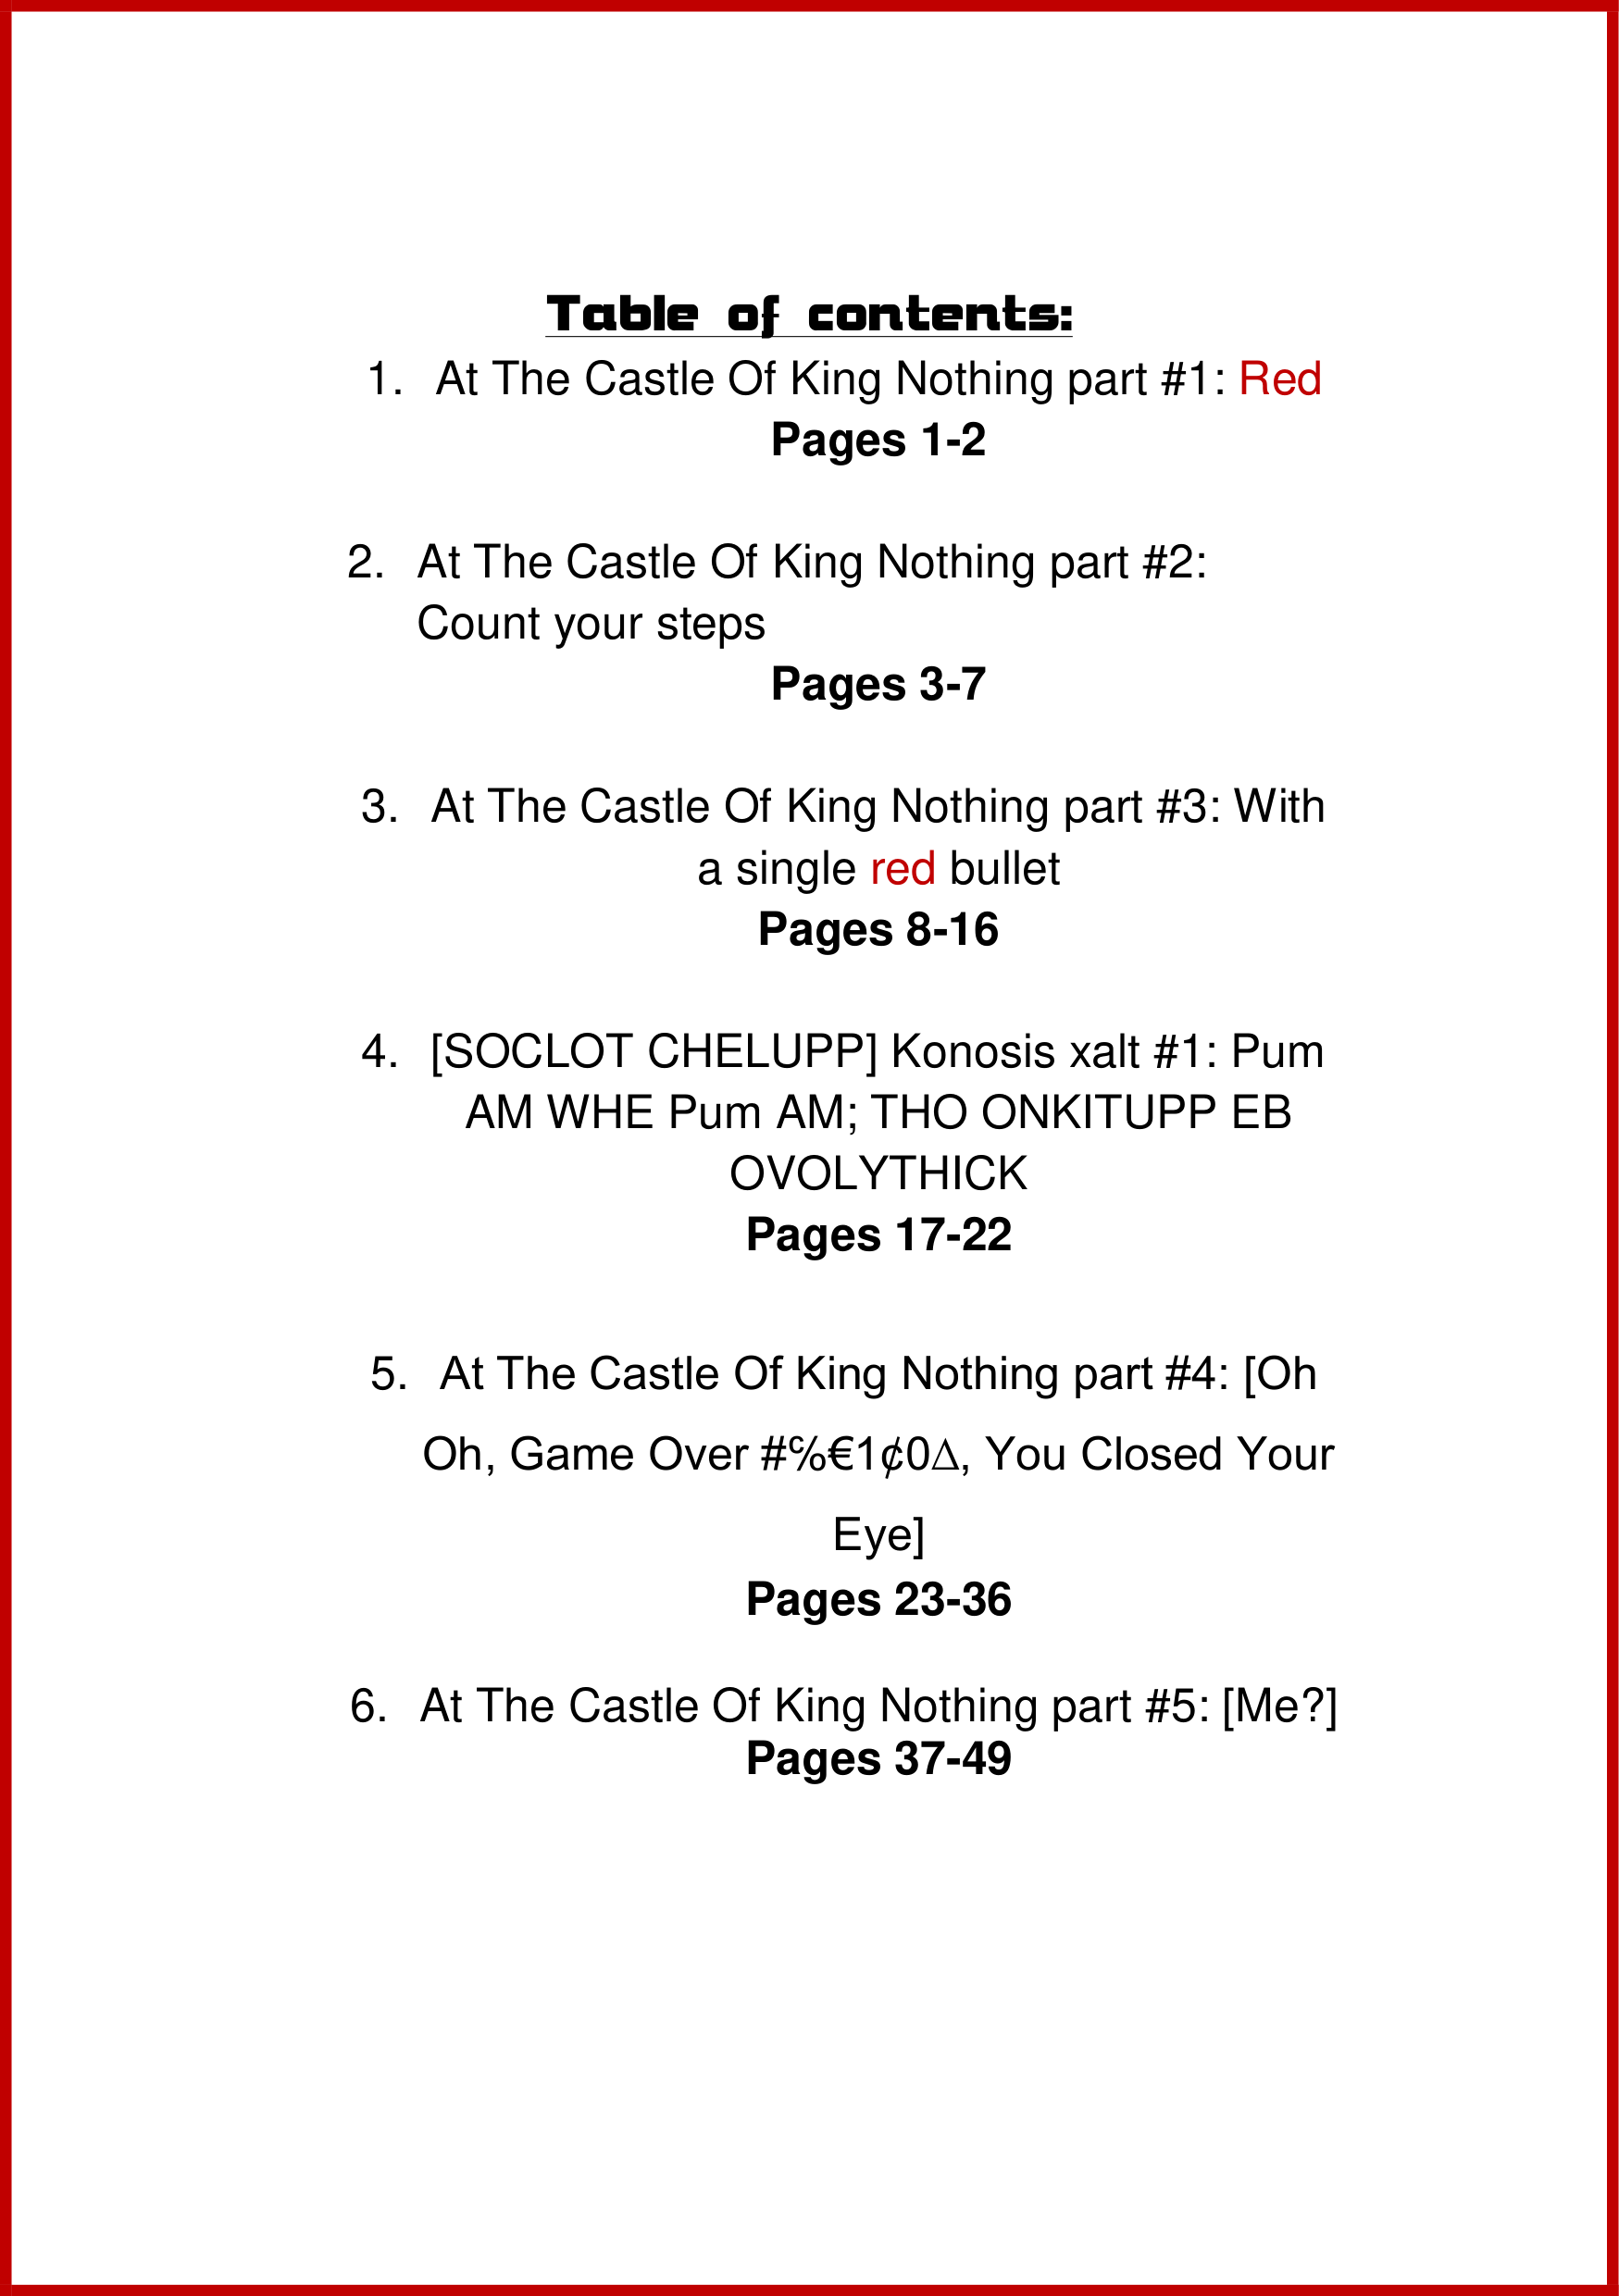 Table of contents:
1. At The Castle Of King Nothing part #1: Red
Pages 1-2
2. At The Castle Of King Nothing part #2:
Count your steps
Pages 3-7
3. At The Castle Of King Nothing part #3: With
a single red bullet
Pages 8-16
4. [SOCLOT CHELUPP] Konosis xalt #1: Pum
AM WHE Pum AM; THO ONKITUPP EB
OVOLYTHICK
Pages 17-22
5. At The Castle Of King Nothing part #4: [Oh
Oh, Game Over #℅€1¢0∆, You Closed Your
Eye]
Pages 23-36
6. At The Castle Of King Nothing part #5: [Me?]
Pages 37-49